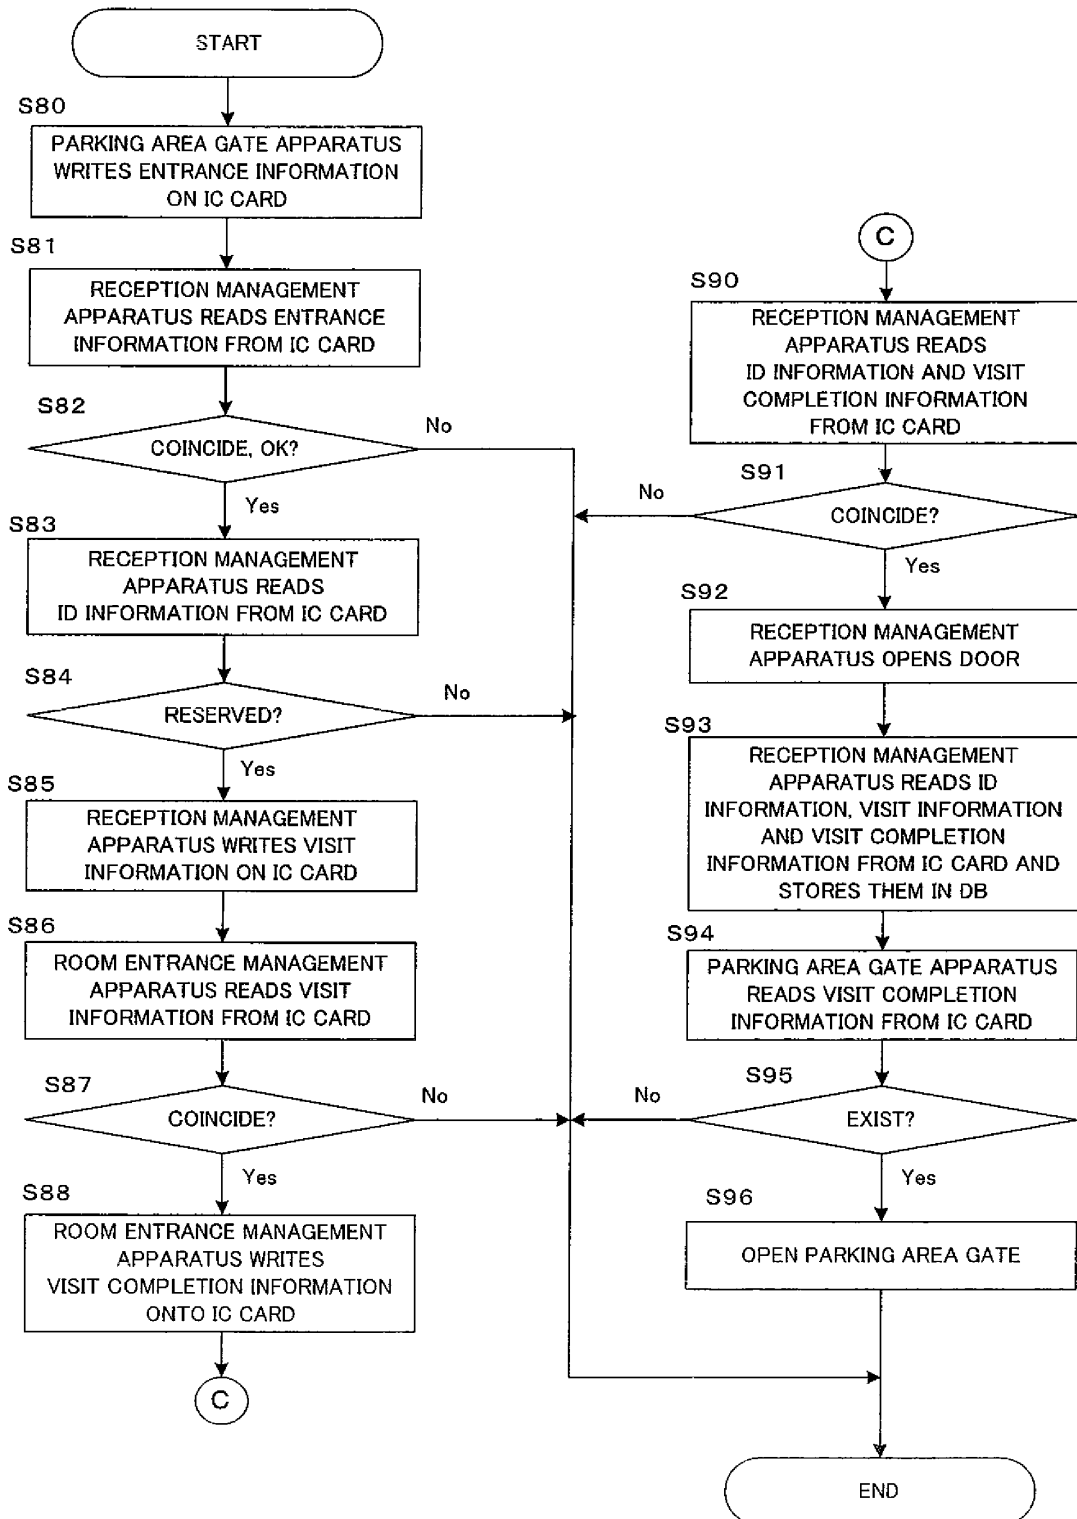 START
S80
PARKING AREA GATE APPARATUS
WRITES ENTRANCE INFORMATION
ON IC CARD
S81
RECEPTION MANAGEMENT
APPARATUS READS ENTRANCE
INFORMATION FROM IC CARD
S82
COINCIDE, OK?
No
Yes
S83
RECEPTION MANAGEMENT
APPARATUS READS
ID INFORMATION FROM IC CARD
S84
RESERVED?
No
Yes
S85
RECEPTION MANAGEMENT
APPARATUS WRITES VISIT
INFORMATION ON IC CARD
S86
ROOM ENTRANCE MANAGEMENT
APPARATUS READS VISIT
INFORMATION FROM IC CARD
S87
COINCIDE?
No
Yes
S88
ROOM ENTRANCE MANAGEMENT
APPARATUS WRITES
VISIT COMPLETION INFORMATION
ONTO IC CARD
C
C
S90
RECEPTION MANAGEMENT
APPARATUS READS
ID INFORMATION AND VISIT
COMPLETION INFORMATION
FROM IC CARD
S91
No
COINCIDE?
Yes
S92
RECEPTION MANAGEMENT
APPARATUS OPENS DOOR
S93
RECEPTION MANAGEMENT
APPARATUS READS ID
INFORMATION, VISIT INFORMATION
AND VISIT COMPLETION
INFORMATION FROM IC CARD AND
STORES THEM IN DB
S94
PARKING AREA GATE APPARATUS
READS VISIT COMPLETION
INFORMATION FROM IC CARD
S95
No
EXIST?
Yes
S96
OPEN PARKING AREA GATE
END